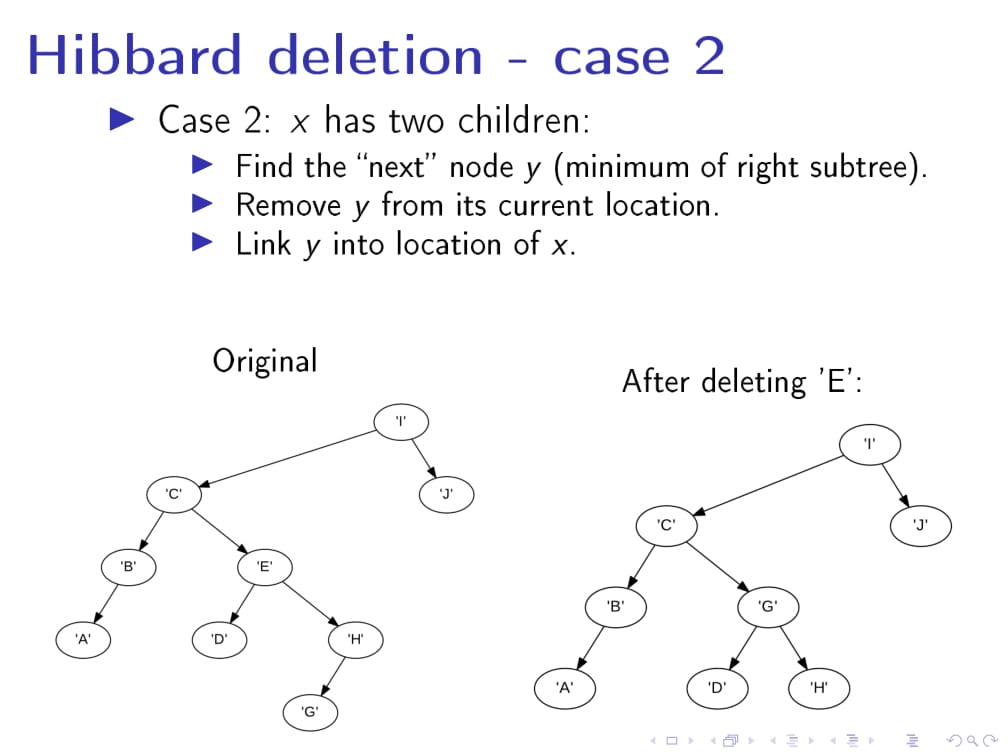 Hibbard deletion - case 2
Case 2: x has two children:
Find the “next” node y (minimum of right subtree).
Remove y from its current location.
Link y into location of x.
Original
'I'
'C'
'J'
'B'
'E'
'A'
'D'
'H'
'G'
After deleting 'E':
'I'
'C'
'J'
'B'
'G'
'A'
'D'
'H'